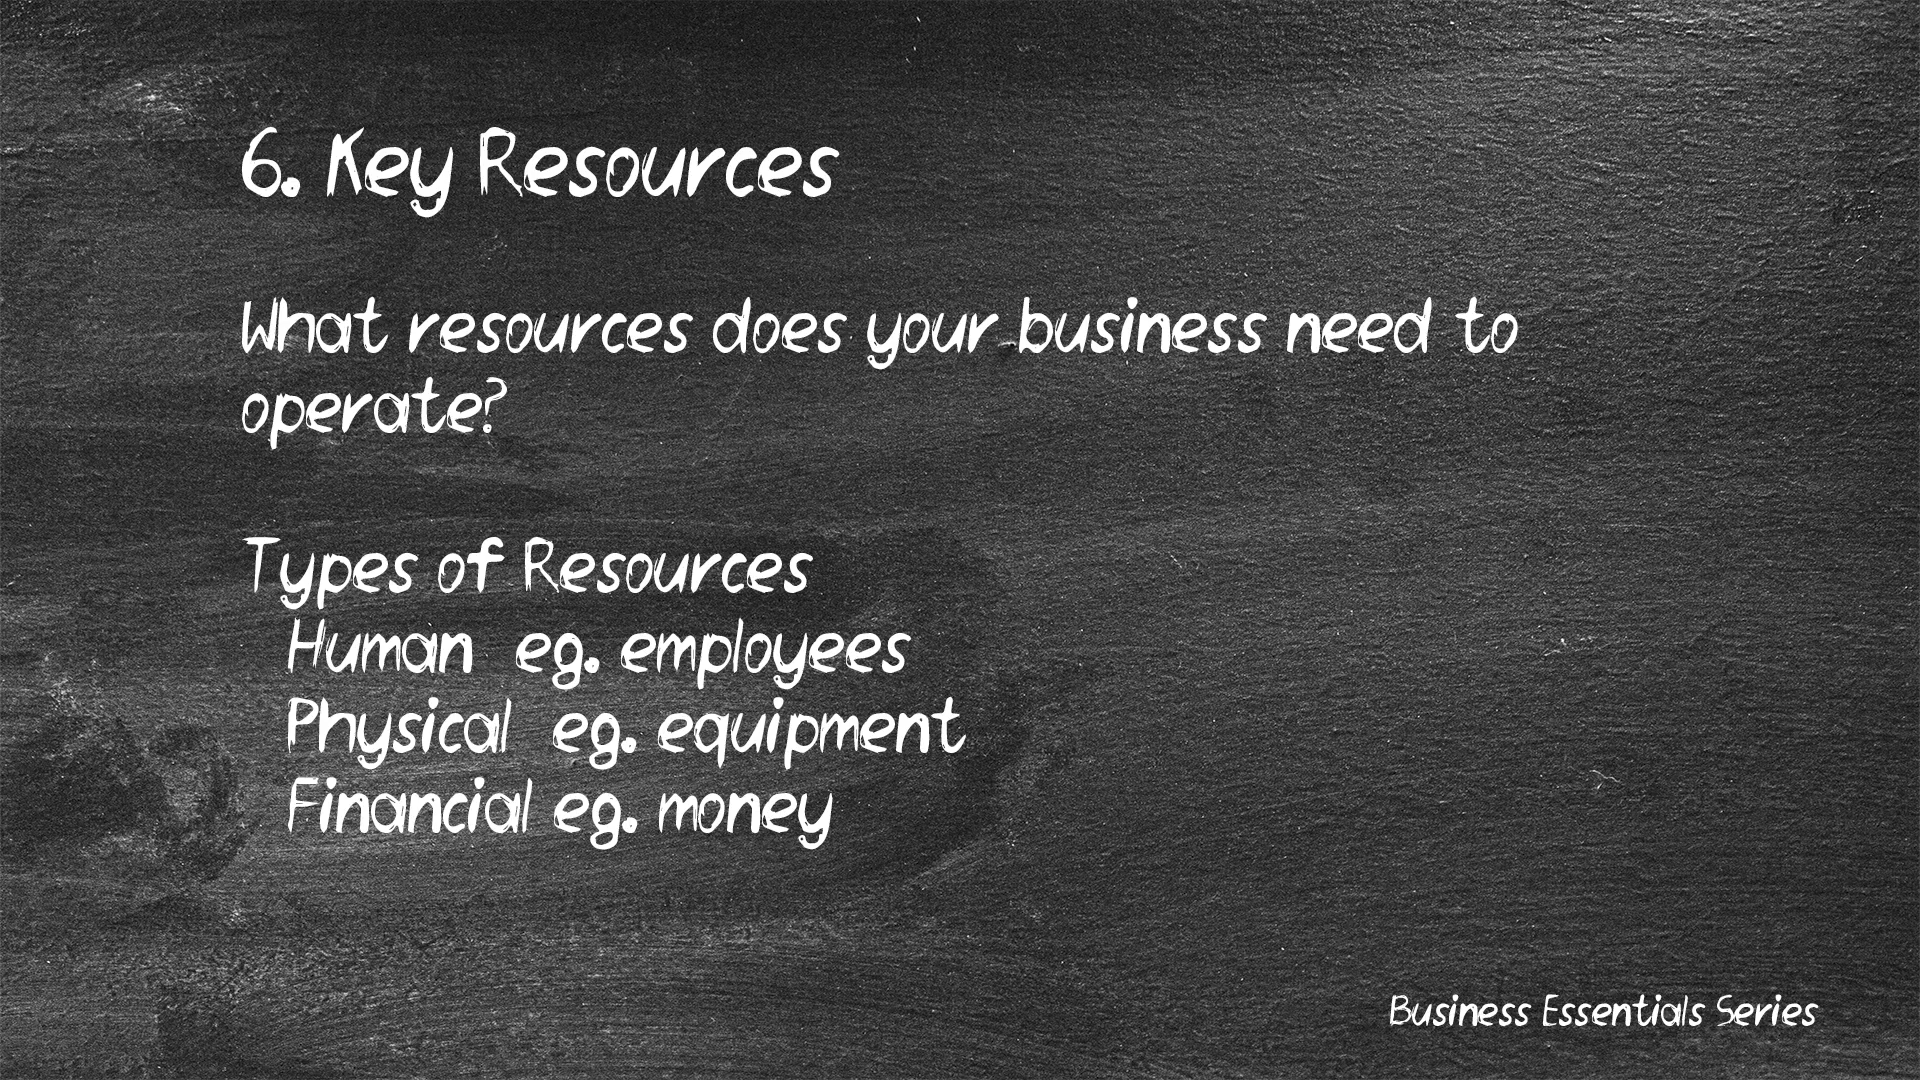 6. Key Resources
What resources does your business need to
operate?
Types of Resources
Human eg. employees
Physical eg. equipment
Financial eg. money
Business Essentials Series